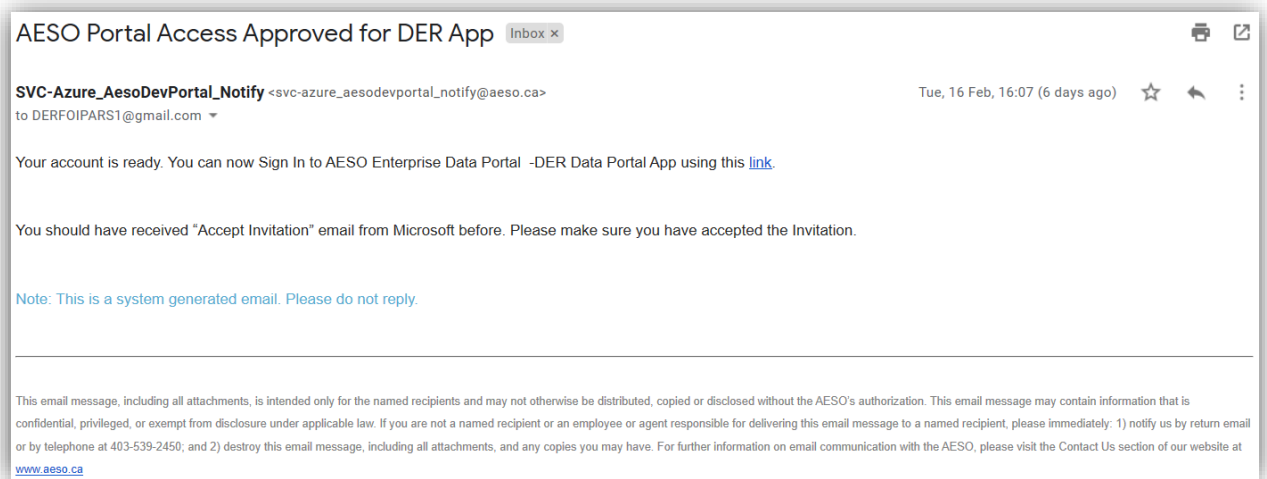 AESO Portal Access Approved for DER App Inbox ×
SVC-Azure_AesoDevPortal_Notify <svc-azure_aesodevportal_notify@aeso.ca> Tue, 16 Feb, 16:07 (6 days ago)
to DERFOIPARS1@gmail.com
Your account is ready. You can now Sign In to AESO Enterprise Data Portal -DER Data Portal App using this link.
You should have received “Accept Invitation” email from Microsoft before. Please make sure you have accepted the Invitation.
Note: This is a system generated email. Please do not reply.
This email message, including all attachments, is intended only for the named recipients and may not otherwise be distributed, copied or disclosed without the AESO's authorization. This email message may contain information that is
confidential, privileged, or exempt from disclosure under applicable law. If you are not a named recipient or an employee or agent responsible for delivering this email message to a named recipient, please immediately: 1) notify us by return email
or by telephone at 403-539-2450; and 2) destroy this email message, including all attachments, and any copies you may have. For further information on email communication with the AESO, please visit the Contact Us section of our website at
www.aeso.ca